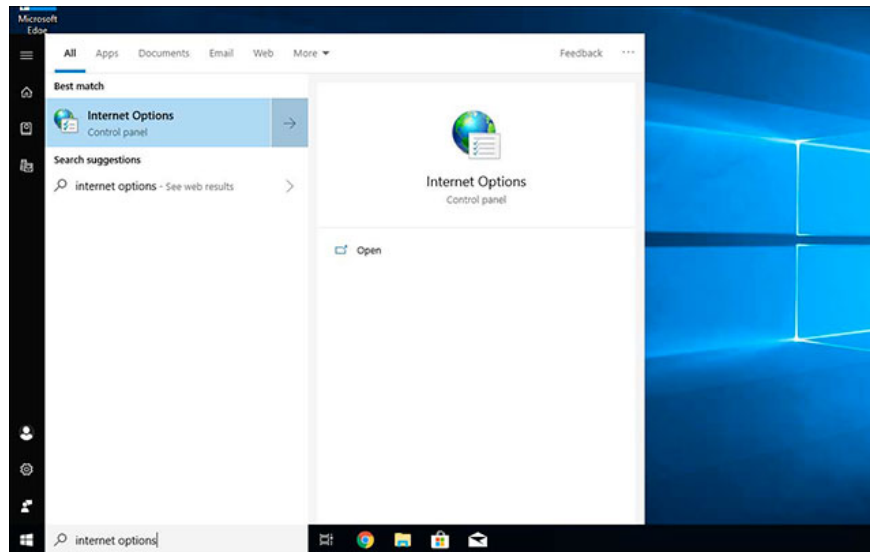 Microsoft
Edge
All Apps Documents Email Web More Feedback ...
Best match
Internet Options
Control panel
Search suggestions
internet options - See web results
Internet Options
Control panel
Open
internet options